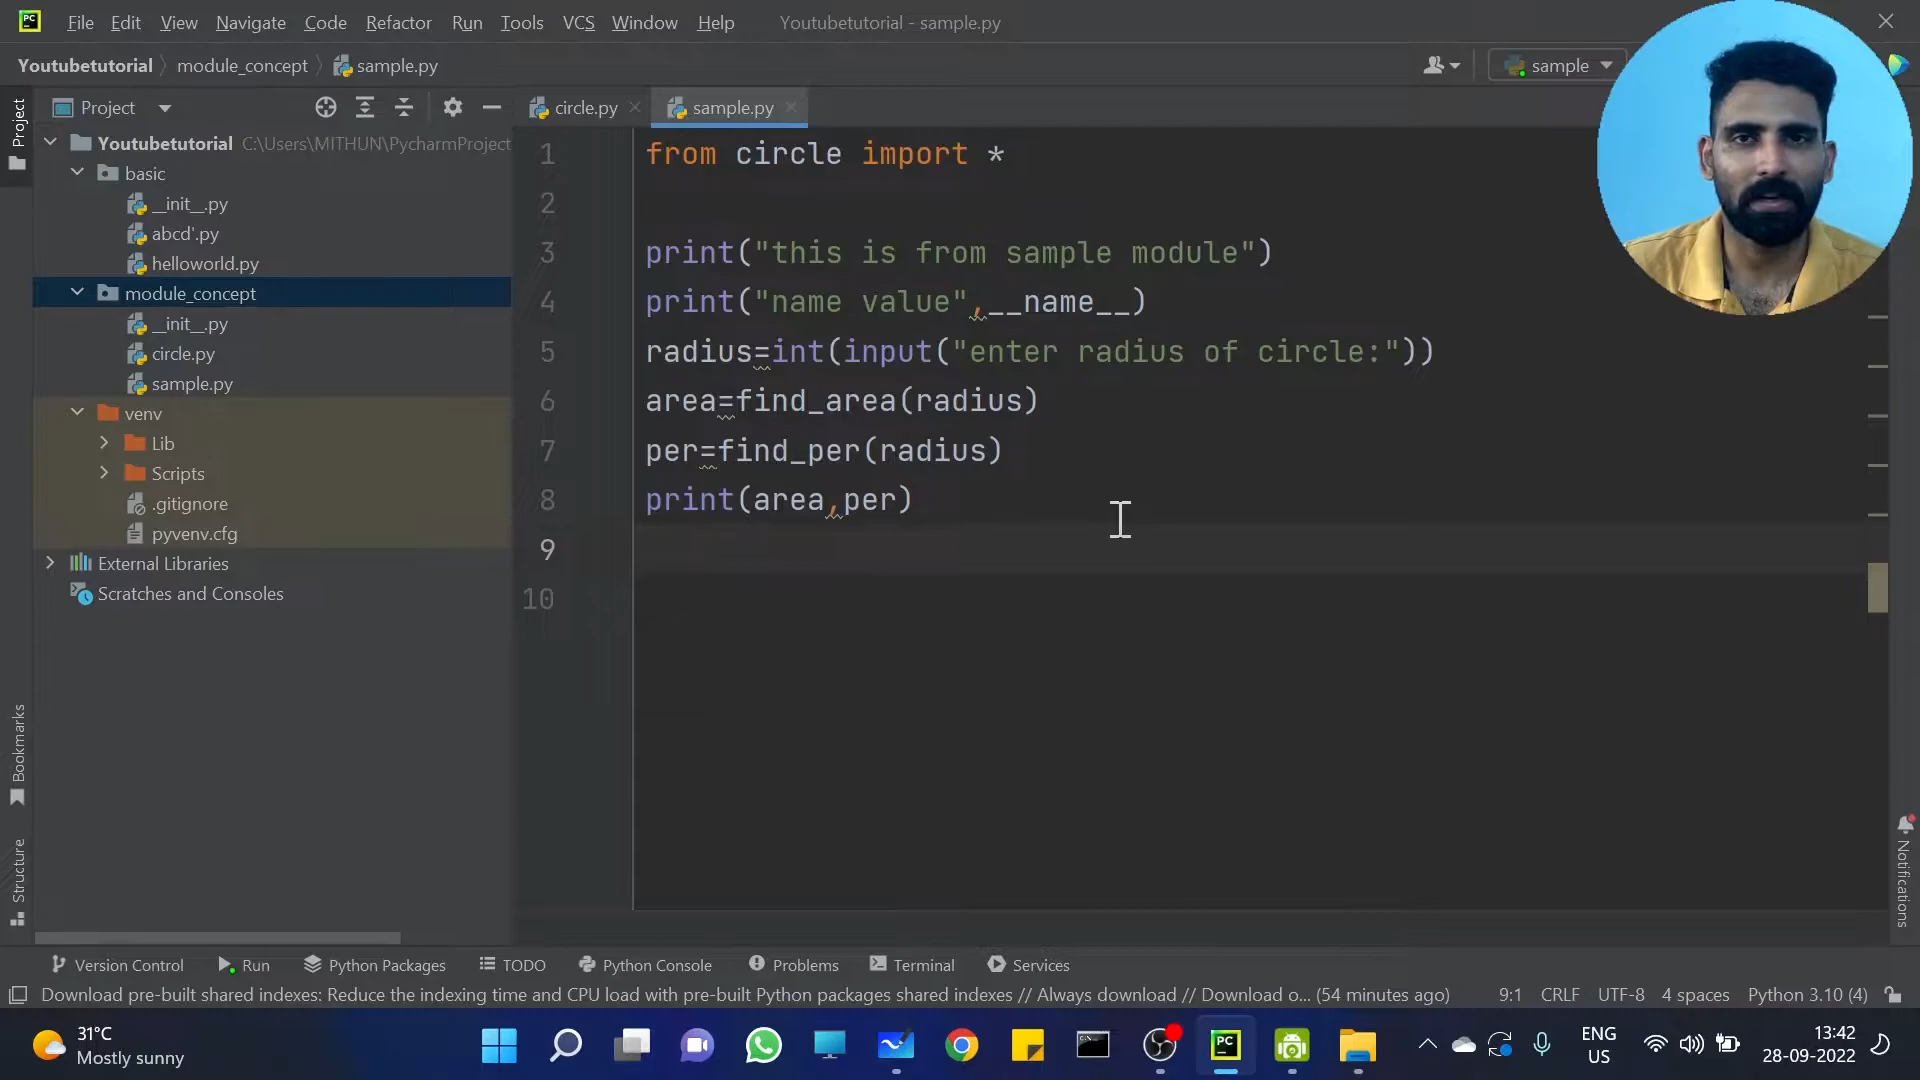 File Edit View Navigate Code Refactor Run Tools VCS Window Help Youtubetutorial - sample.py
Youtubetutorial module_concept sample.py sample
Project
Project circle.py sample.py
Youtubetutorial C:\Users\MITHUN\PycharmProject
basic
__init__.py
abcd'.py
helloworld.py
module_concept
__init__.py
circle.py
sample.py
venv
Lib
Scripts
.gitignore
pyvenv.cfg
External Libraries
Scratches and Consoles
1 from circle import *
2
3 print("this is from sample module")
4 print("name value",__name__)
5 radius=int(input("enter radius of circle:"))
6 area=find_area(radius)
7 per=find_per(radius)
8 print(area,per)
9
10
Bookmarks
Structure
Notifications
Version Control Run Python Packages TODO Python Console Problems Terminal Services
Download pre-built shared indexes: Reduce the indexing time and CPU load with pre-built Python packages shared indexes // Always download // Download o... (54 minutes ago) 9:1 CRLF UTF-8 4 spaces Python 3.10 (4)
31°C
Mostly sunny
PC
ENG
US
13:42
28-09-2022